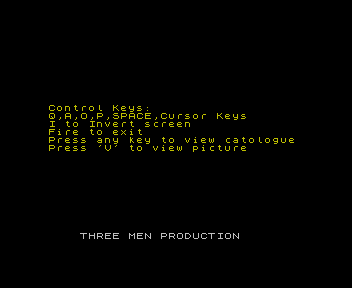 Control Keys:
Q,A,O,P,SPACE,Cursor Keys
I to Invert screen
Fire to exit
Press any key to view catologue
Press 'V' to view picture
THREE MEN PRODUCTION